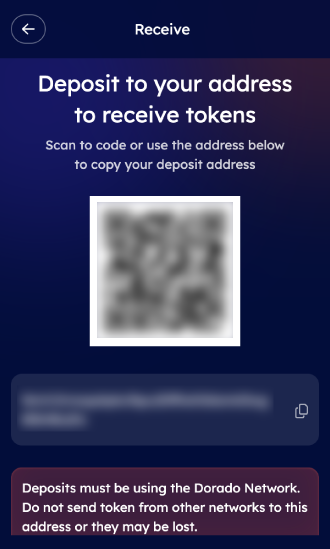 Receive
Deposit to your address
to receive tokens
Scan to code or use the address below
to copy your deposit address
Deposits must be using the Dorado Network.
Do not send token from other networks to this
address or they may be lost.